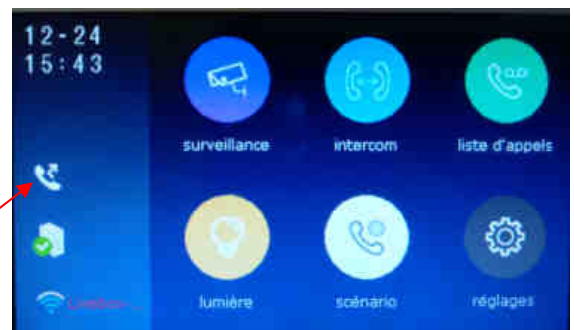 12-24
15:43
surveillance
intercom
liste d'appels
lumière
scénario
réglages